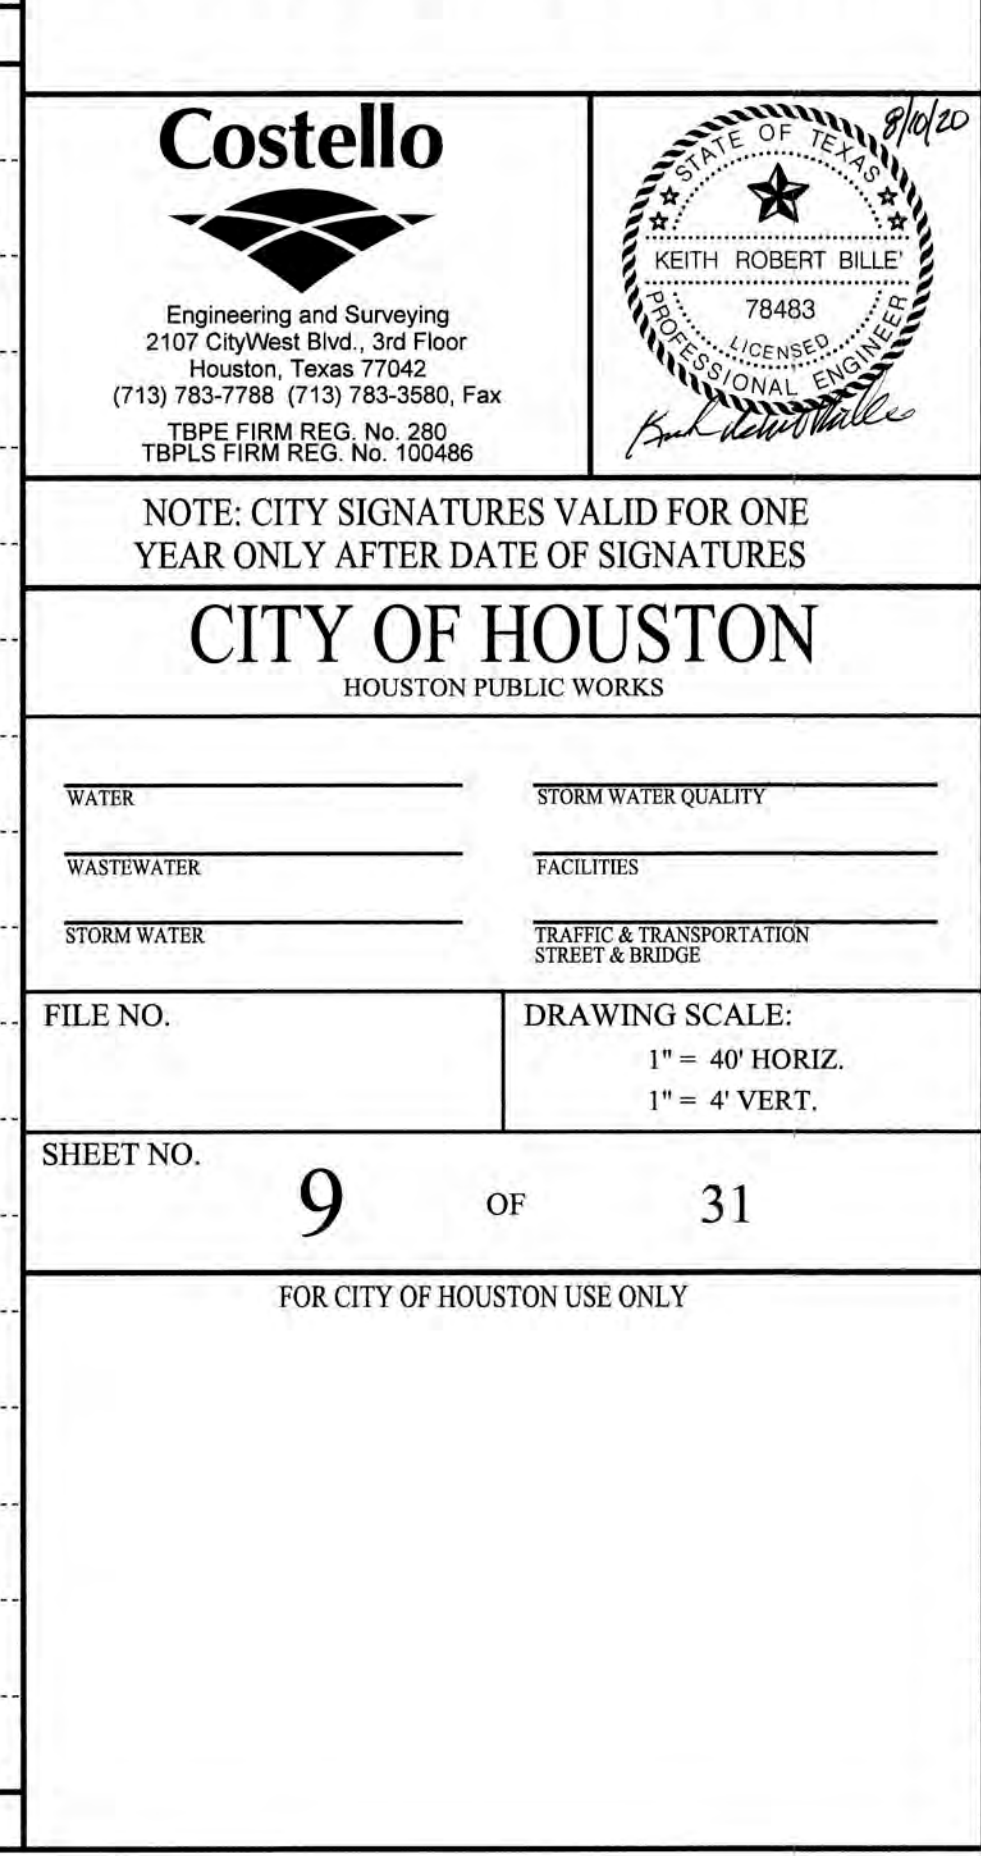 Costello
Engineering and Surveying
2107 CityWest Blvd., 3rd Floor
Houston, Texas 77042
(713) 783-7788 (713) 783-3580, Fax
TBPE FIRM REG. No. 280
TBPLS FIRM REG. No. 100486
8/10/20
STATE OF TEXAS
KEITH ROBERT BILLE'
78483
LICENSED
PROFESSIONAL ENGINEER
NOTE: CITY SIGNATURES VALID FOR ONE
YEAR ONLY AFTER DATE OF SIGNATURES
CITY OF HOUSTON
HOUSTON PUBLIC WORKS
WATER
STORM WATER QUALITY
WASTEWATER
FACILITIES
STORM WATER
TRAFFIC & TRANSPORTATION
STREET & BRIDGE
FILE NO.
DRAWING SCALE:
1" = 40' HORIZ.
1" = 4' VERT.
SHEET NO.
9 OF 31
FOR CITY OF HOUSTON USE ONLY